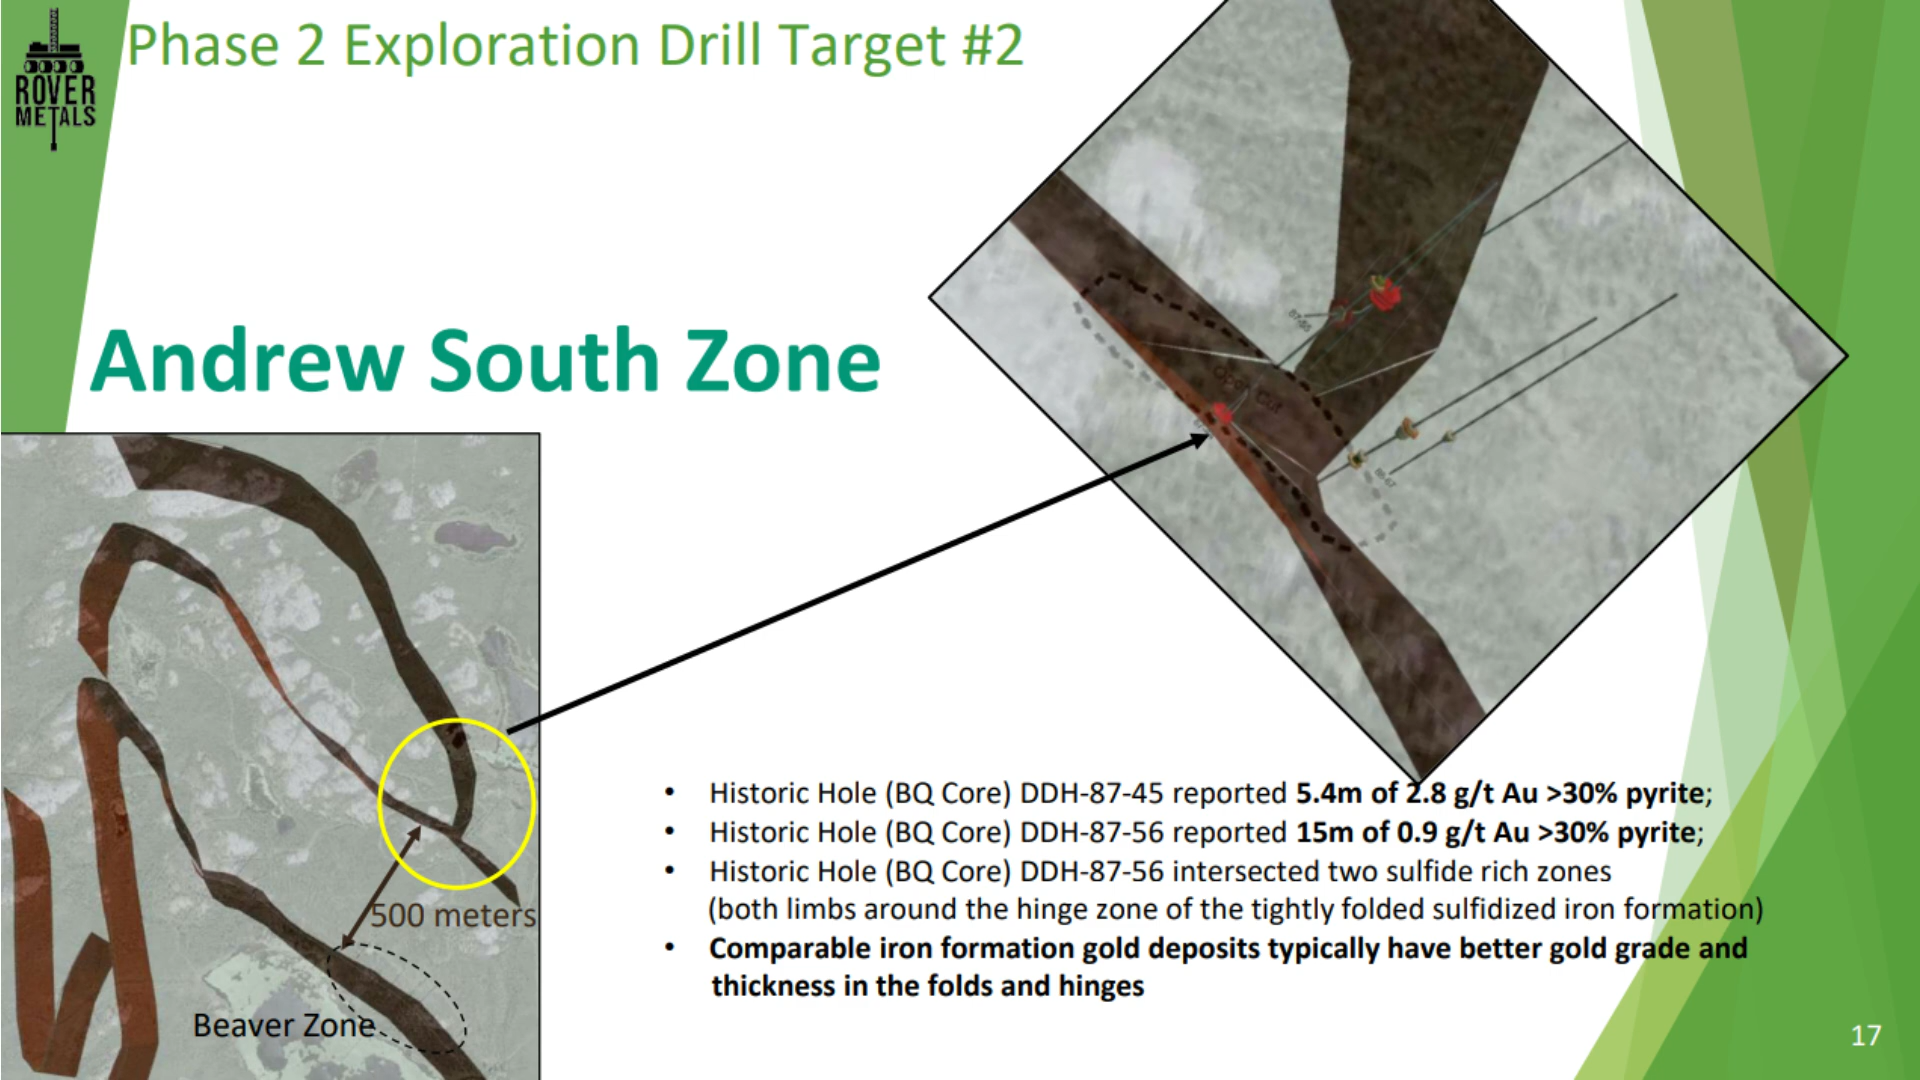 ROVER
METALS
Phase 2 Exploration Drill Target #2
Andrew South Zone
87-55
Open Cut
500 meters
Beaver Zone
• Historic Hole (BQ Core) DDH-87-45 reported 5.4m of 2.8 g/t Au >30% pyrite;
• Historic Hole (BQ Core) DDH-87-56 reported 15m of 0.9 g/t Au >30% pyrite;
• Historic Hole (BQ Core) DDH-87-56 intersected two sulfide rich zones
(both limbs around the hinge zone of the tightly folded sulfidized iron formation)
• Comparable iron formation gold deposits typically have better gold grade and
thickness in the folds and hinges
17